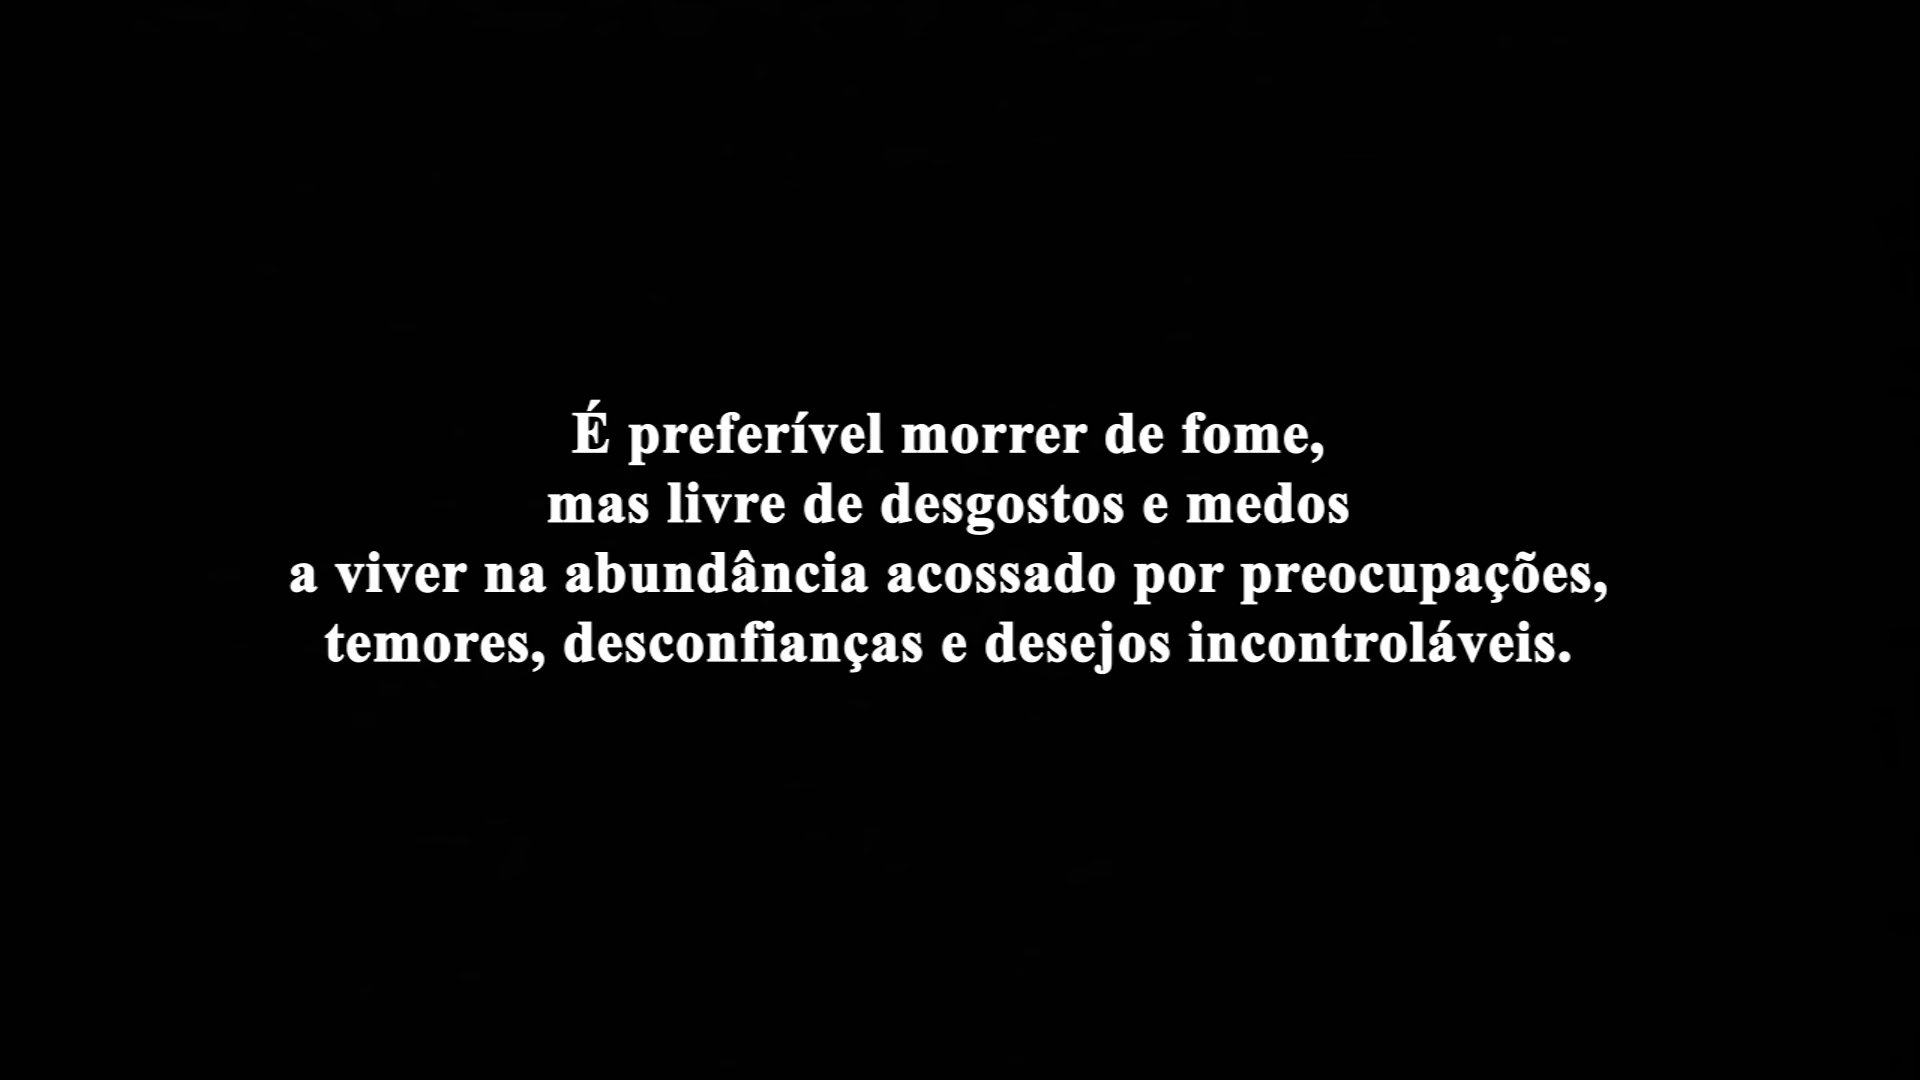 É preferível morrer de fome,
mas livre de desgostos e medos
a viver na abundância acossado por preocupações,
temores, desconfianças e desejos incontroláveis.